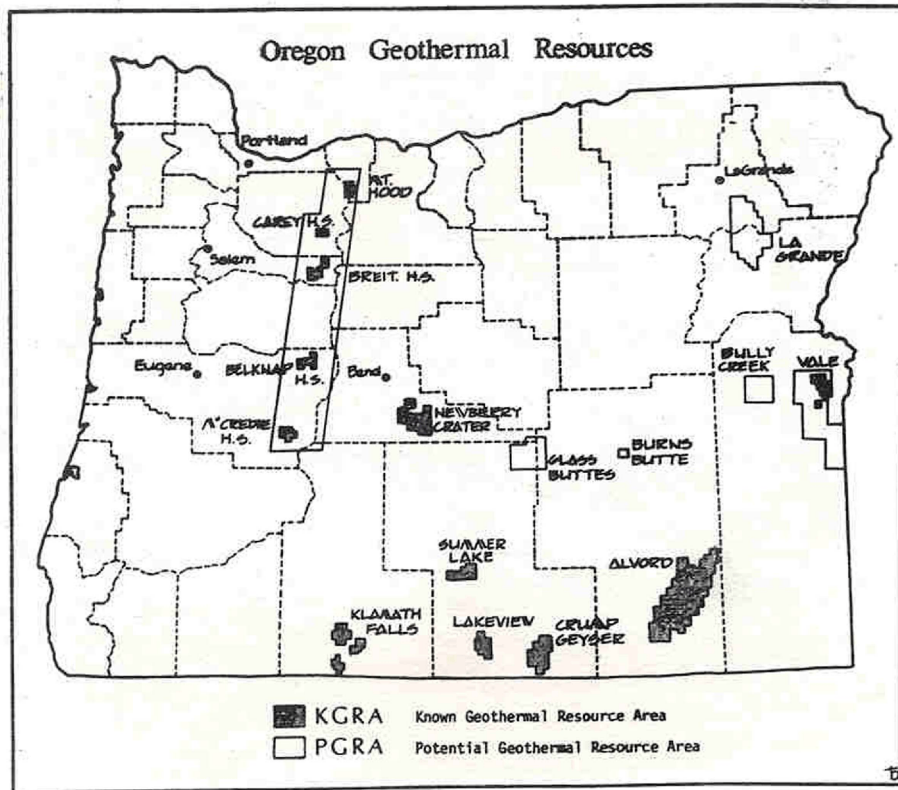 Oregon Geothermal Resources
Portland
MT.
HOOD
LaGrande
CAREY H.S.
Salem
LA
GRANDE
BREIT. H.S.
BULLY
CREEK
VALE
Eugene
BELKNAP
H.S.
Bend
NEWBERRY
CRATER
McCREDIE
H.S.
GLASS
BUTTES
BURNS
BUTTE
SUMMER
LAKE
ALVORD
KLAMATH
FALLS
LAKEVIEW
CRUMP
GEYSER
KGRA Known Geothermal Resource Area
PGRA Potential Geothermal Resource Area